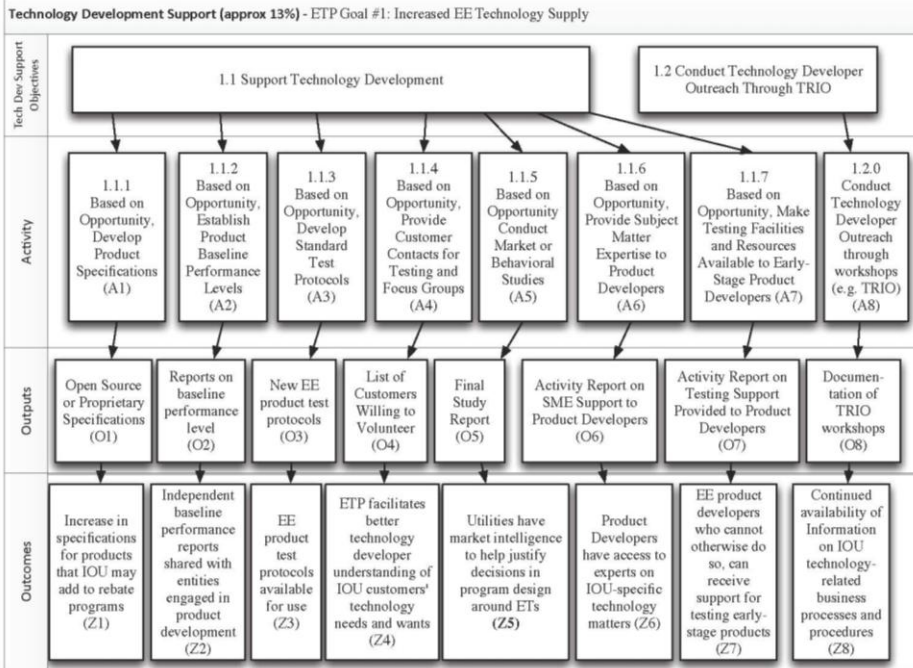 Technology Development Support (approx 13%) - ETP Goal #1: Increased EE Technology Supply
Tech Dev Support
Objectives
1.1 Support Technology Development
1.2 Conduct Technology Developer
Outreach Through TRIO
Activity
1.1.1
Based on
Opportunity,
Develop
Product
Specifications
(A1)
1.1.2
Based on
Opportunity,
Establish
Product
Baseline
Performance
Levels
(A2)
1.1.3
Based on
Opportunity,
Develop
Standard
Test
Protocols
(A3)
1.1.4
Based on
Opportunity,
Provide
Customer
Contacts for
Testing and
Focus Groups
(A4)
1.1.5
Based on
Opportunity
Conduct
Market or
Behavioral
Studies
(A5)
1.1.6
Based on
Opportunity,
Provide Subject
Matter
Expertise to
Product
Developers
(A6)
1.1.7
Based on
Opportunity, Make
Testing Facilities
and Resources
Available to Early-
Stage Product
Developers (A7)
1.2.0
Conduct
Technology
Developer
Outreach
through
workshops
(e.g. TRIO)
(A8)
Outputs
Open Source
or Proprietary
Specifications
(O1)
Reports on
baseline
performance
level
(O2)
New EE
product test
protocols
(O3)
List of
Customers
Willing to
Volunteer
(O4)
Final
Study
Report
(O5)
Activity Report on
SME Support to
Product Developers
(O6)
Activity Report on
Testing Support
Provided to Product
Developers
(O7)
Documen-
tation of
TRIO
workshops
(O8)
Outcomes
Increase in
specifications
for products
that IOU may
add to rebate
programs
(Z1)
Independent
baseline
performance
reports
shared with
entities
engaged in
product
development
(Z2)
EE
product
test
protocols
available
for use
(Z3)
ETP facilitates
better
technology
developer
understanding of
IOU customers'
technology
needs and wants
(Z4)
Utilities have
market intelligence
to help justify
decisions in
program design
around ETs
(Z5)
Product
Developers
have access to
experts on
IOU-specific
technology
matters (Z6)
EE product
developers
who cannot
otherwise do
so, can
receive
support for
testing early-
stage products
(Z7)
Continued
availability of
Information
on IOU
technology-
related
business
processes and
procedures
(Z8)